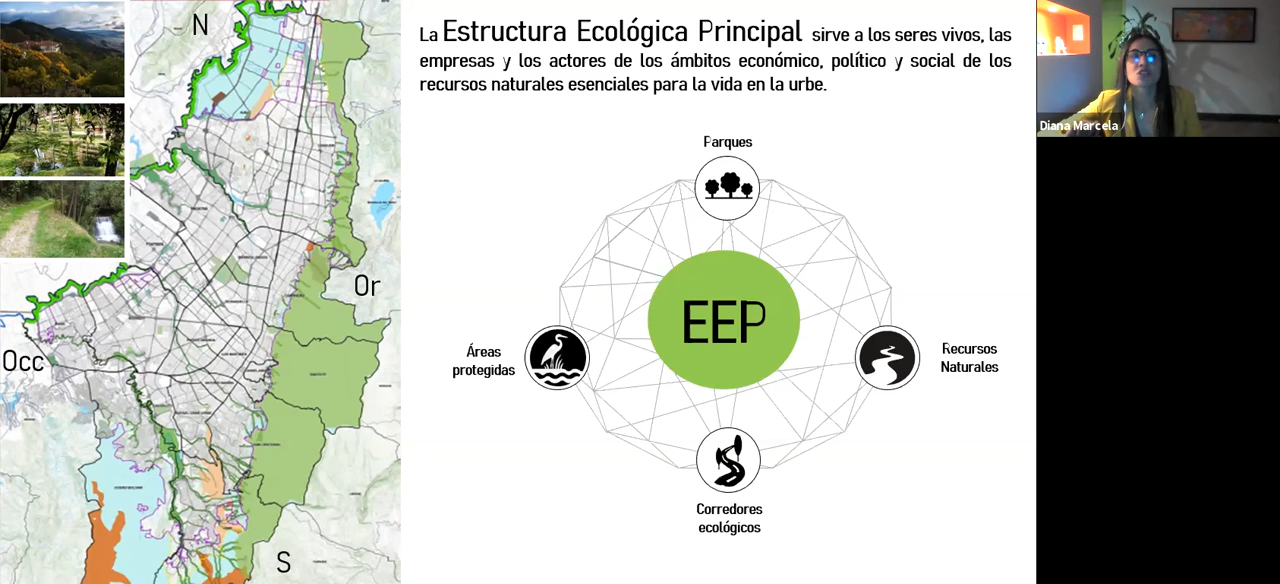 N
Or
Occ
S
La Estructura Ecológica Principal sirve a los seres vivos, las
empresas y los actores de los ámbitos económico, político y social de los
recursos naturales esenciales para la vida en la urbe.
Parques
EEP
Áreas
protegidas
Recursos
Naturales
Corredores
ecológicos
Diana Marcela